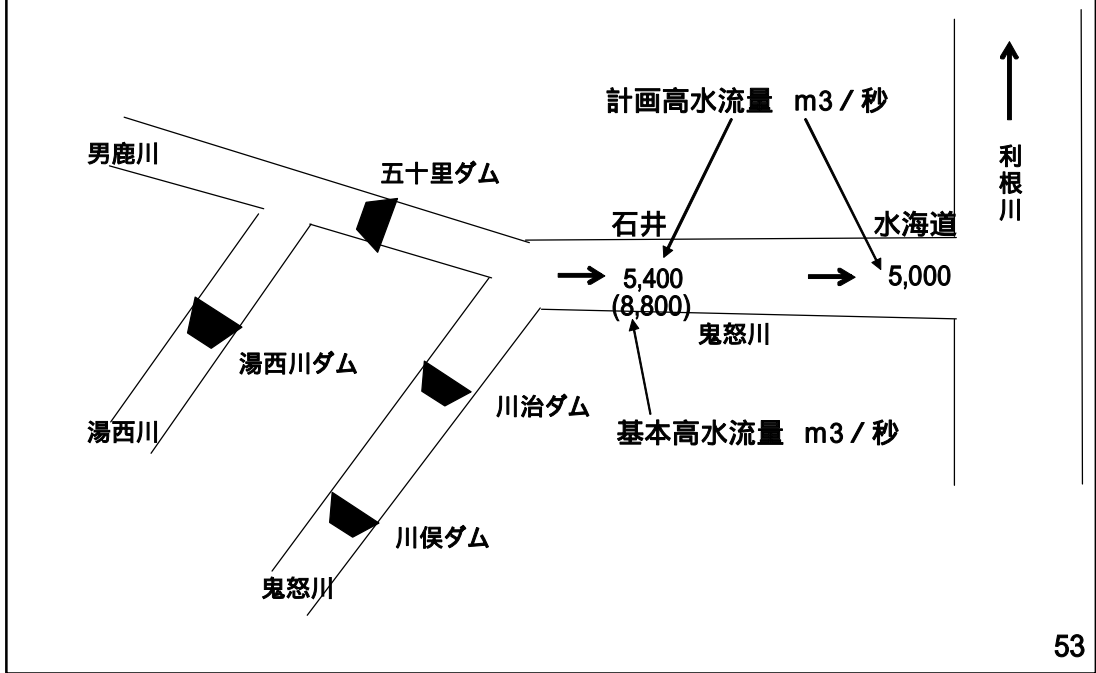 計画高水流量 m3/秒
男鹿川
五十里ダム
利根川
石井
水海道
5,400
(8,800)
5,000
鬼怒川
湯西川ダム
川治ダム
湯西川
基本高水流量 m3/秒
川俣ダム
鬼怒川
53